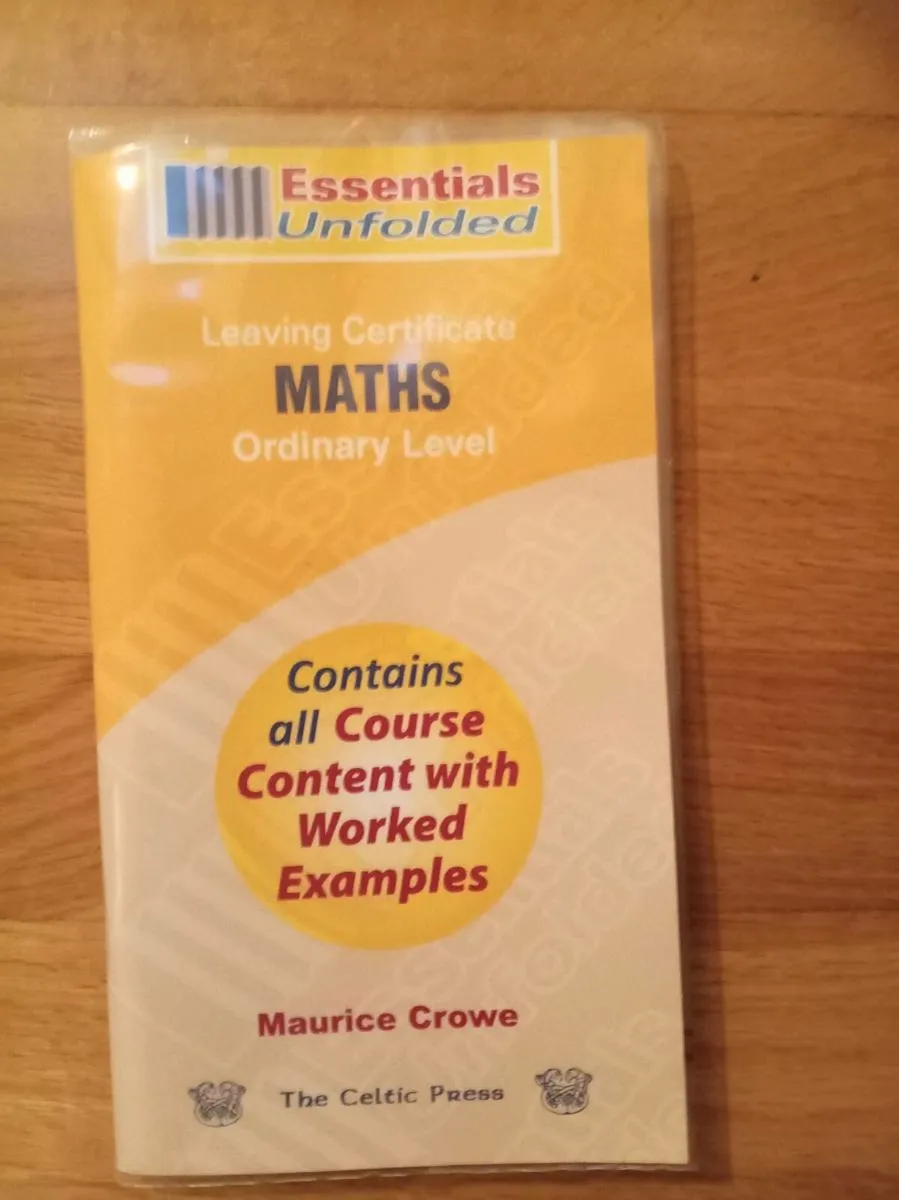 Essentials
Unfolded
Leaving Certificate
MATHS
Ordinary Level
Contains
all Course
Content with
Worked
Examples
Maurice Crowe
The Celtic Press